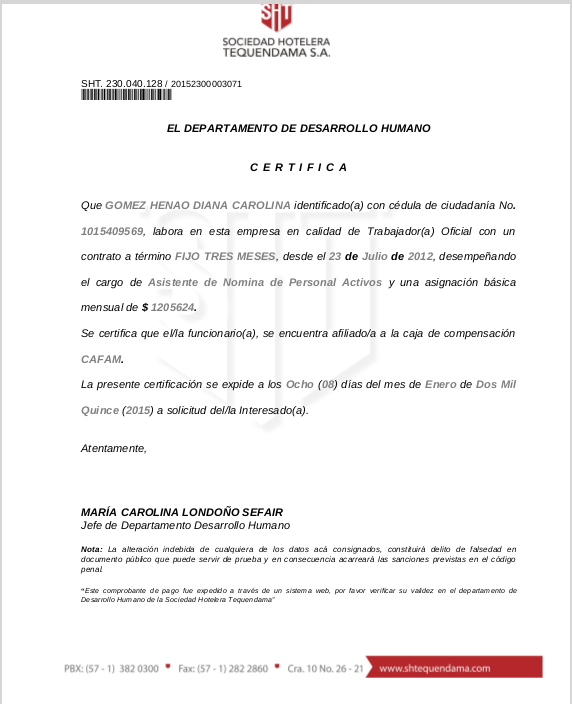 SHT
SOCIEDAD HOTELERA
TEQUENDAMA S.A.
SHT. 230.040.128 / 20152300003071
EL DEPARTAMENTO DE DESARROLLO HUMANO
C E R T I F I C A
Que GOMEZ HENAO DIANA CAROLINA identificado(a) con cédula de ciudadanía No.
1015409569, labora en esta empresa en calidad de Trabajador(a) Oficial con un
contrato a término FIJO TRES MESES, desde el 23 de Julio de 2012, desempeñando
el cargo de Asistente de Nomina de Personal Activos y una asignación básica
mensual de $ 1205624.
Se certifica que el/la funcionario(a), se encuentra afiliado/a a la caja de compensación
CAFAM.
La presente certificación se expide a los Ocho (08) días del mes de Enero de Dos Mil
Quince (2015) a solicitud del/la Interesado(a).
Atentamente,
MARÍA CAROLINA LONDOÑO SEFAIR
Jefe de Departamento Desarrollo Humano
Nota: La alteración indebida de cualquiera de los datos acá consignados, constituirá delito de falsedad en
documento público que puede servir de prueba y en consecuencia acarreará las sanciones previstas en el código
penal.
“Este comprobante de pago fue expedido a través de un sistema web, por favor verificar su validez en el departamento de
Desarrollo Humano de la Sociedad Hotelera Tequendama”
PBX: (57 - 1) 382 0300 • Fax: (57 - 1) 282 2860 • Cra. 10 No. 26 - 21 www.shtequendama.com